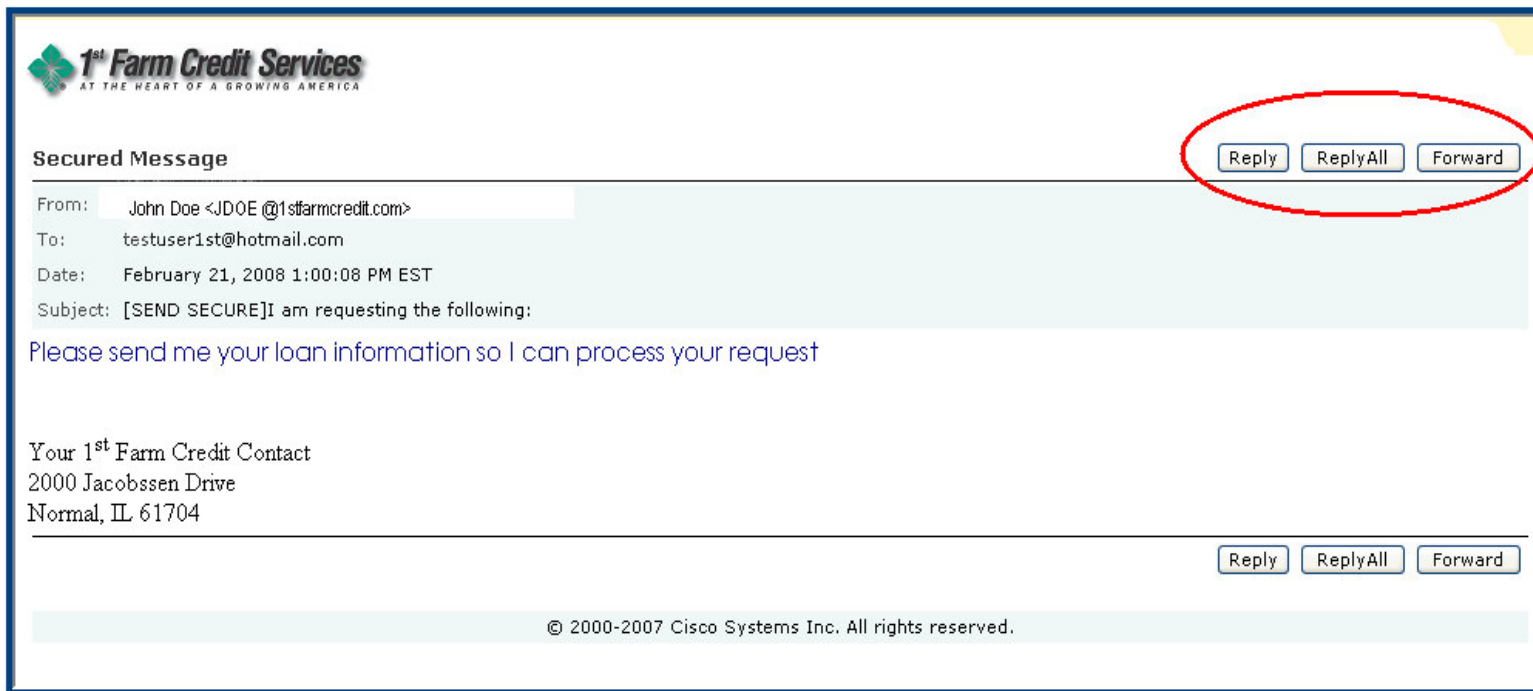 1st Farm Credit Services
AT THE HEART OF A GROWING AMERICA
Secured Message
Reply ReplyAll Forward
From: John Doe <JDOE @1stfarmcredit.com>
To: testuser1st@hotmail.com
Date: February 21, 2008 1:00:08 PM EST
Subject: [SEND SECURE]I am requesting the following:
Please send me your loan information so I can process your request
Your 1st Farm Credit Contact
2000 Jacobssen Drive
Normal, IL 61704
Reply ReplyAll Forward
© 2000-2007 Cisco Systems Inc. All rights reserved.